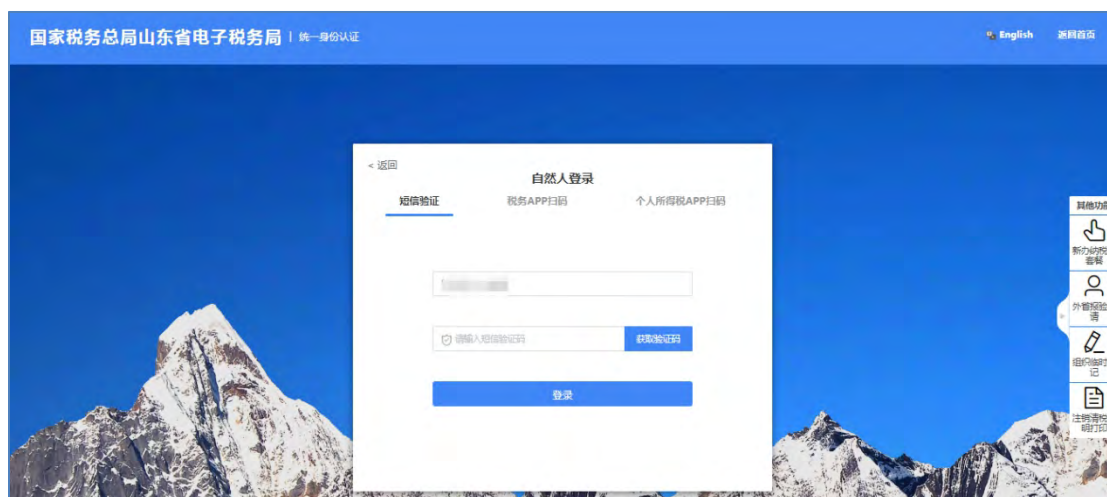 国家税务总局山东省电子税务局 | 统一身份认证
English 返回首页
< 返回
自然人登录
短信验证 税务APP扫码 个人所得税APP扫码
请输入短信验证码 获取验证码
登录
其他功能
新办纳税
套餐
外省报验
请
组织临时
记
注销清税
明打印